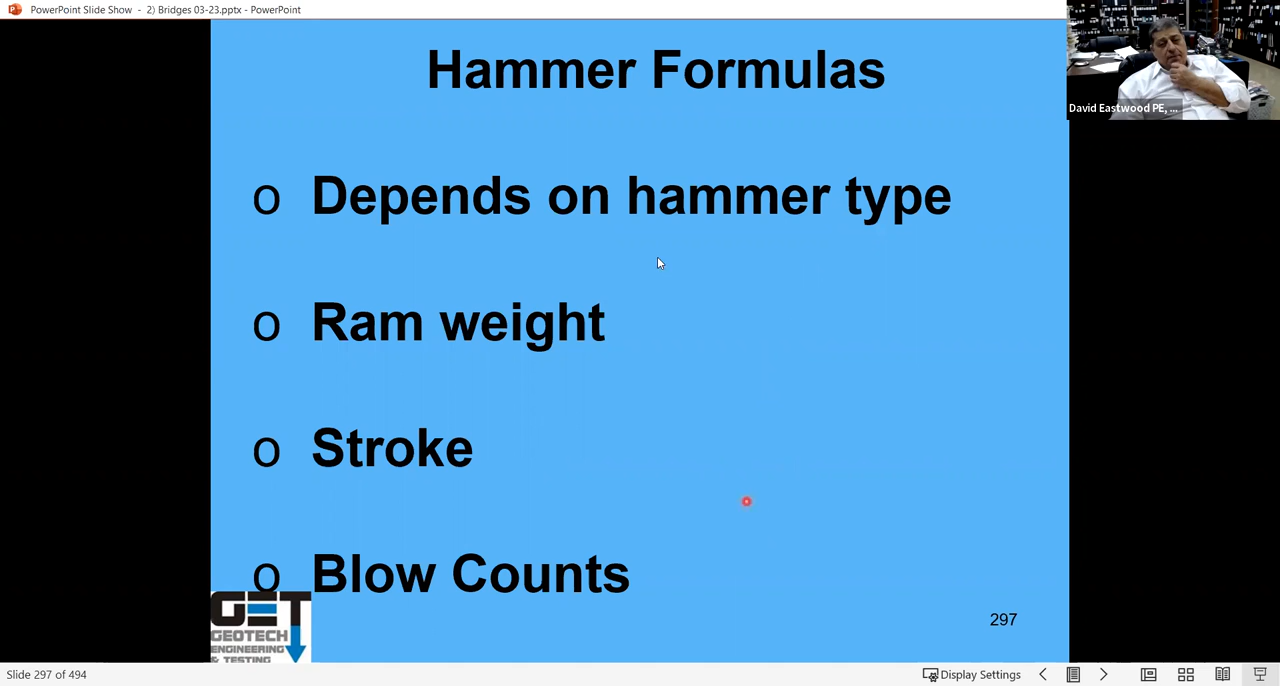 PowerPoint Slide Show - 2) Bridges 03-23.pptx - PowerPoint
David Eastwood PE, ...
Hammer Formulas
o Depends on hammer type
o Ram weight
o Stroke
o Blow Counts
GET
GEOTECH
ENGINEERING
& TESTING
297
Slide 297 of 494
Display Settings